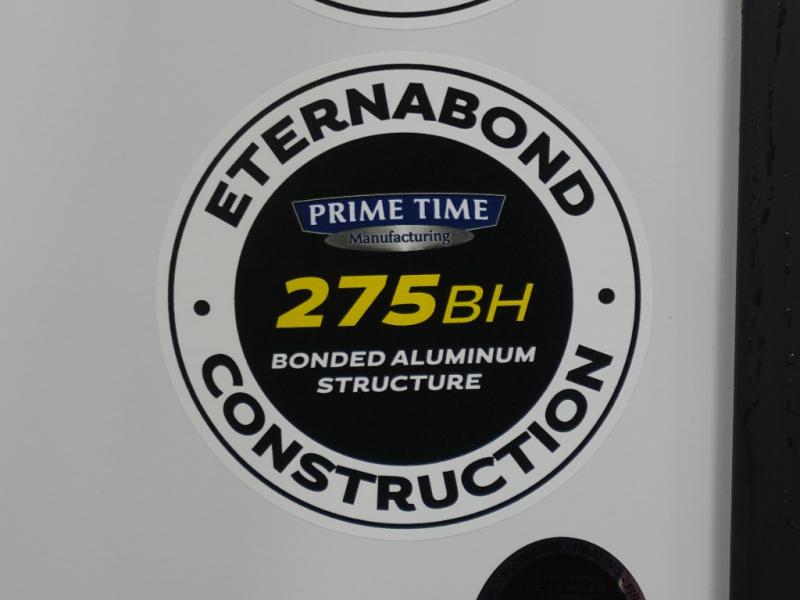 ETERNABOND
PRIME TIME
Manufacturing
275BH
BONDED ALUMINUM
STRUCTURE
CONSTRUCTION